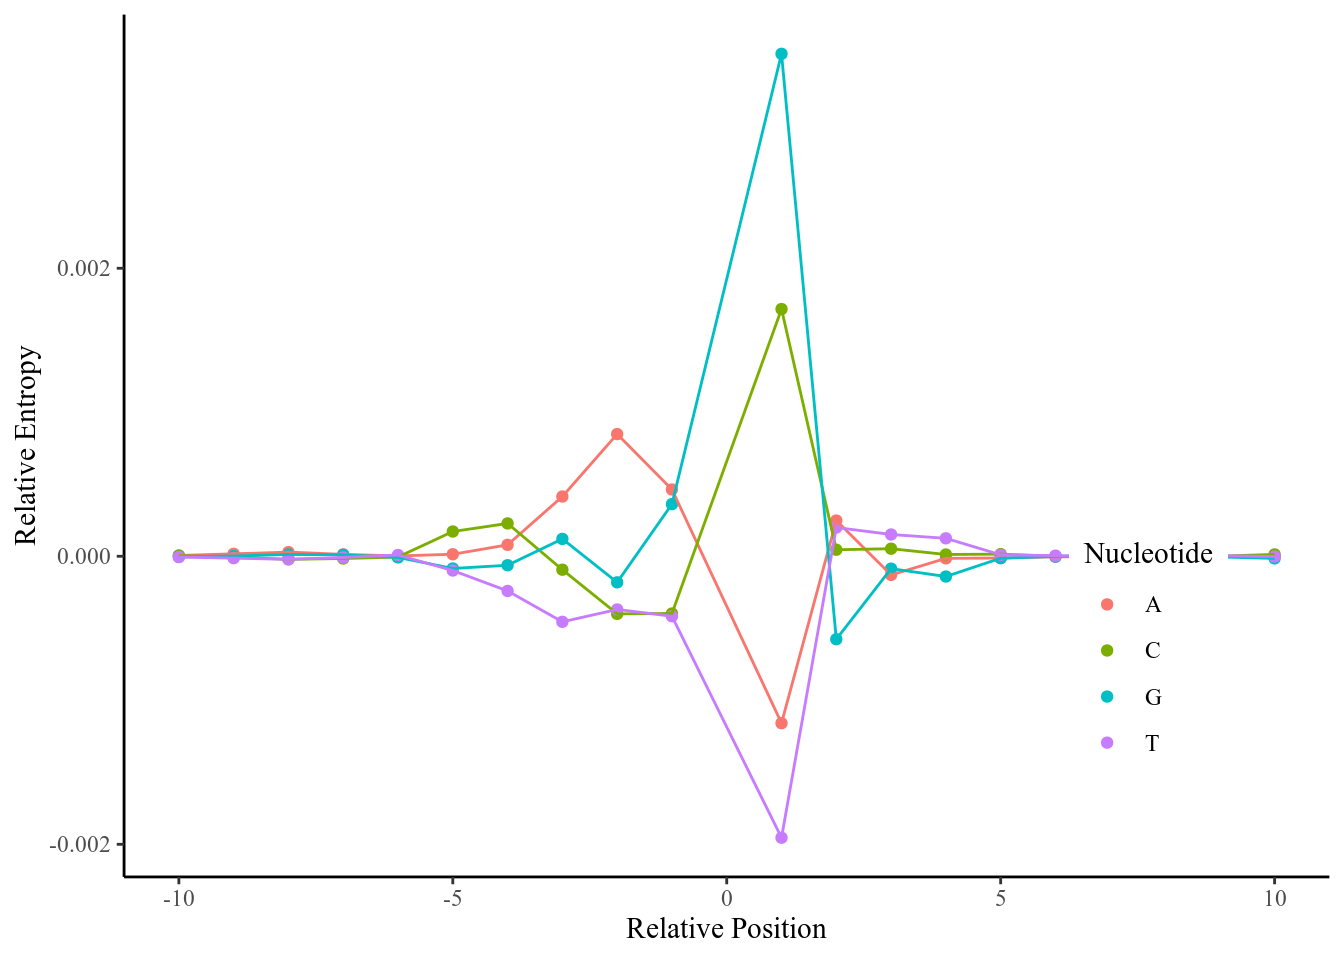 0.002
0.000
-0.002
Relative Entropy
-10
-5
0
5
10
Relative Position
Nucleotide
A
C
G
T